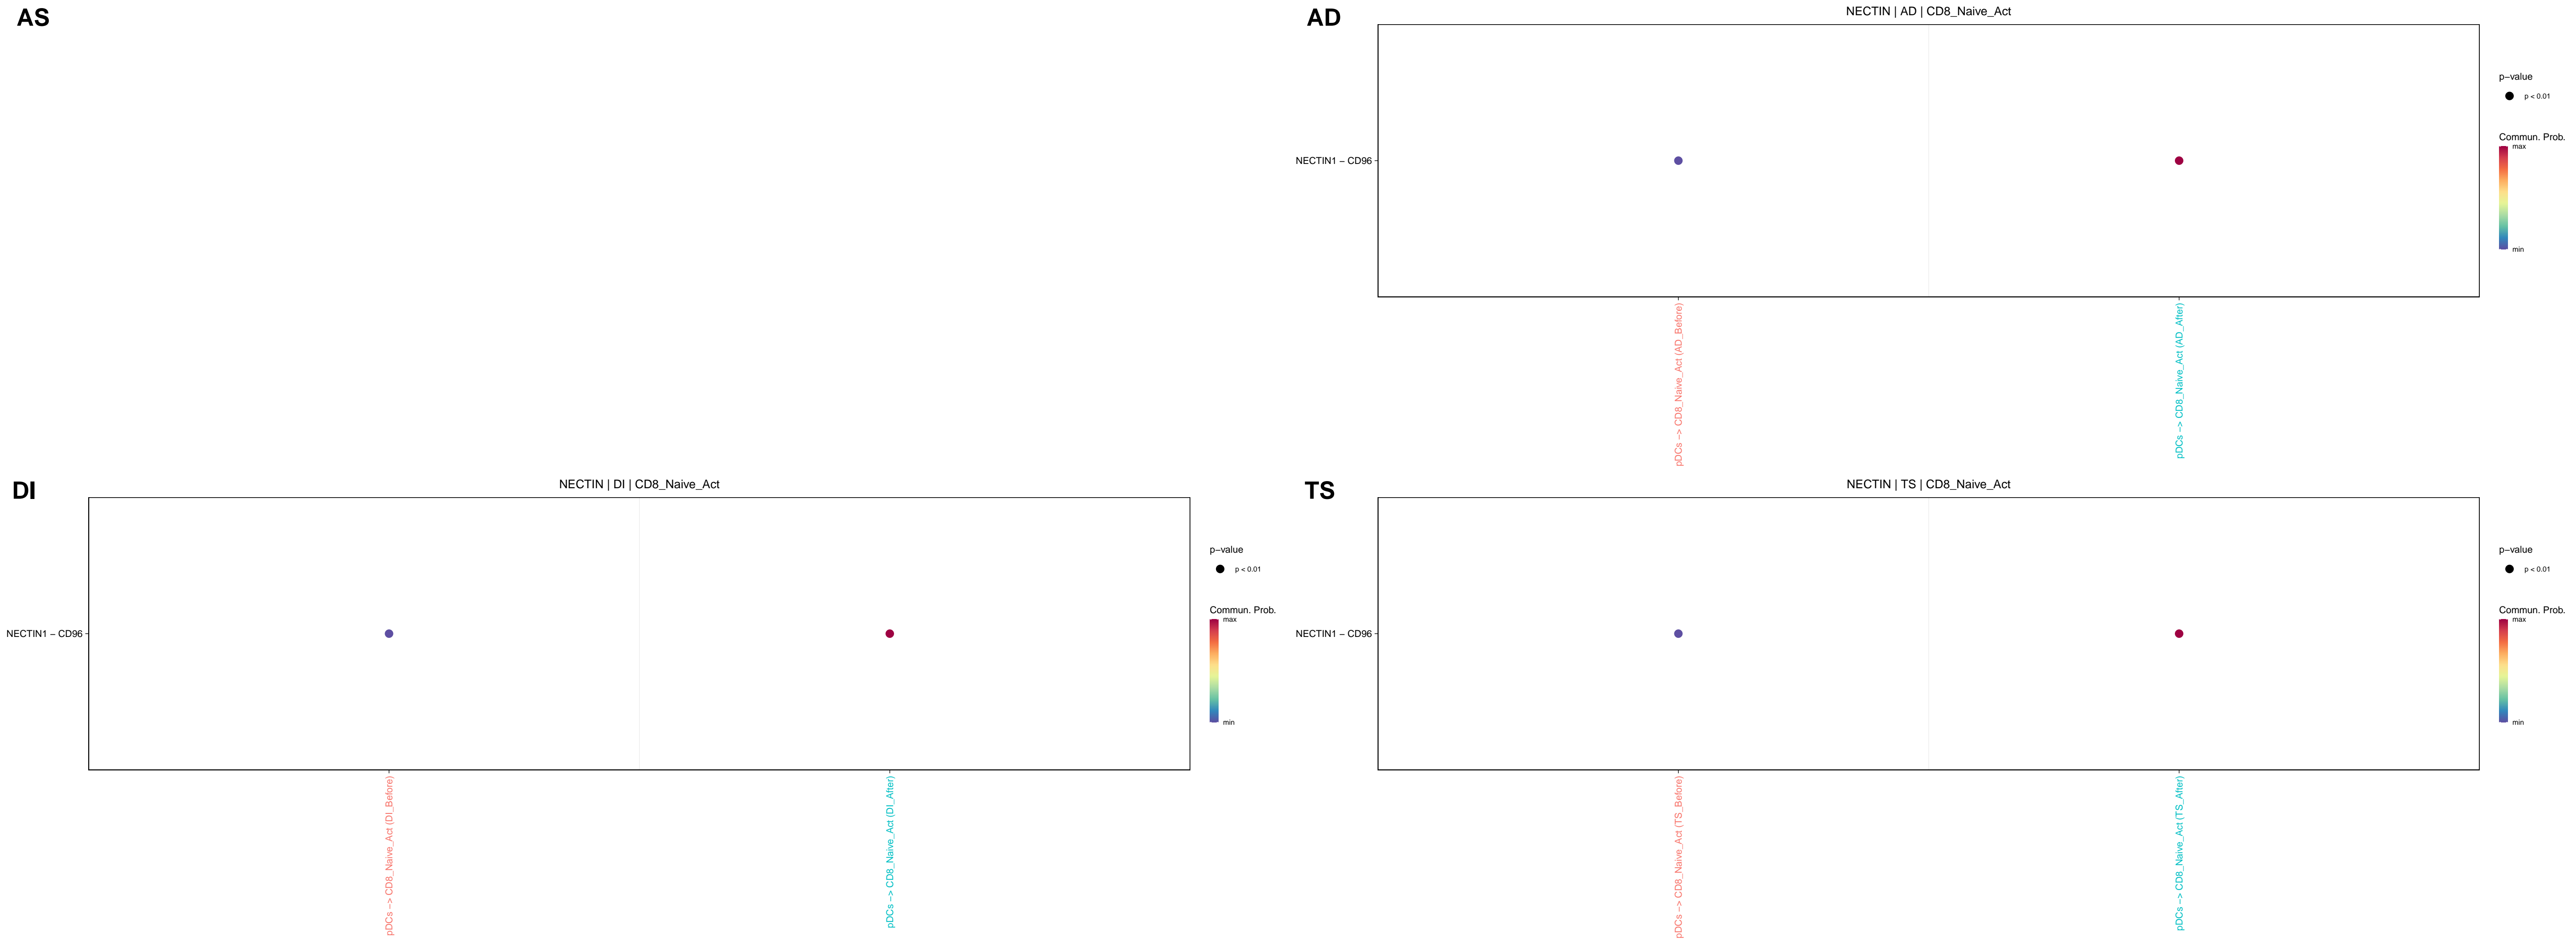 AS
AD
NECTIN | AD | CD8_Naive_Act
NECTIN1 − CD96
pDCs −> CD8_Naive_Act (AD_Before)
pDCs −> CD8_Naive_Act (AD_After)
p−value
p < 0.01
Commun. Prob.
max
min
DI
NECTIN | DI | CD8_Naive_Act
NECTIN1 − CD96
pDCs −> CD8_Naive_Act (DI_Before)
pDCs −> CD8_Naive_Act (DI_After)
p−value
p < 0.01
Commun. Prob.
max
min
TS
NECTIN | TS | CD8_Naive_Act
NECTIN1 − CD96
pDCs −> CD8_Naive_Act (TS_Before)
pDCs −> CD8_Naive_Act (TS_After)
p−value
p < 0.01
Commun. Prob.
max
min